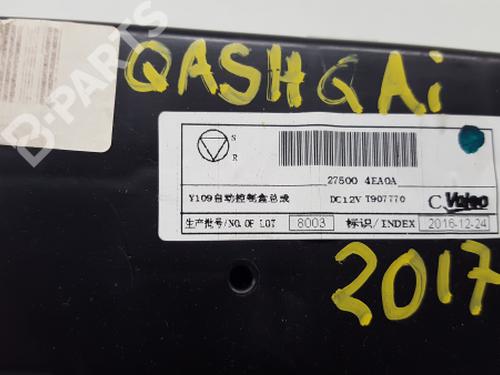 B-PARTS
QASHQAi
S
R
27500 4EA0A
Y109自动控制盒总成 DC12V T907770
C Valeo
生产批号/NO. OF LOT 8003 标识/INDEX 2016-12-24
2017